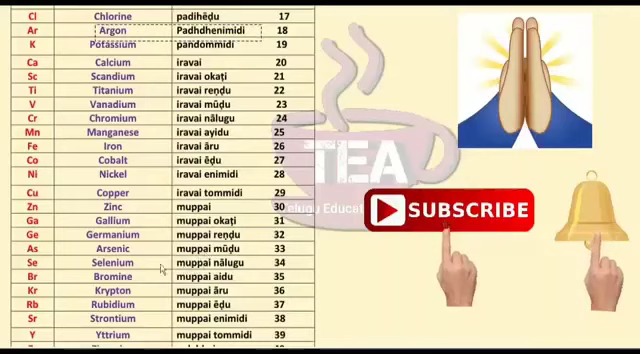 Cl Chlorine padihēḍu 17
Ar Argon Padhdhenimidi 18
K Potassium pandommidi 19
Ca Calcium iravai 20
Sc Scandium iravai okaṭi 21
Ti Titanium iravai reṇḍu 22
V Vanadium iravai mūḍu 23
Cr Chromium iravai nālugu 24
Mn Manganese iravai ayidu 25
Fe Iron iravai āru 26
Co Cobalt iravai ēḍu 27
Ni Nickel iravai enimidi 28
Cu Copper iravai tommidi 29
Zn Zinc muppai 30
Ga Gallium muppai okaṭi 31
Ge Germanium muppai reṇḍu 32
As Arsenic muppai mūḍu 33
Se Selenium muppai nālugu 34
Br Bromine muppai aidu 35
Kr Krypton muppai āru 36
Rb Rubidium muppai ēḍu 37
Sr Strontium muppai enimidi 38
Y Yttrium muppai tommidi 39
TEA
SUBSCRIBE